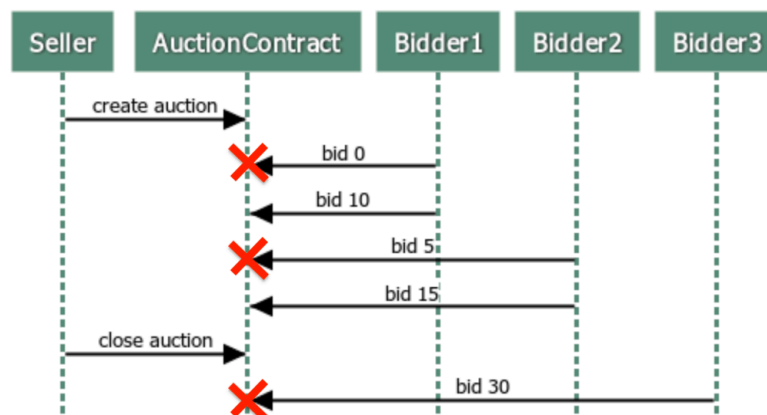 Seller AuctionContract Bidder1 Bidder2 Bidder3
create auction
bid 0
bid 10
bid 5
bid 15
close auction
bid 30